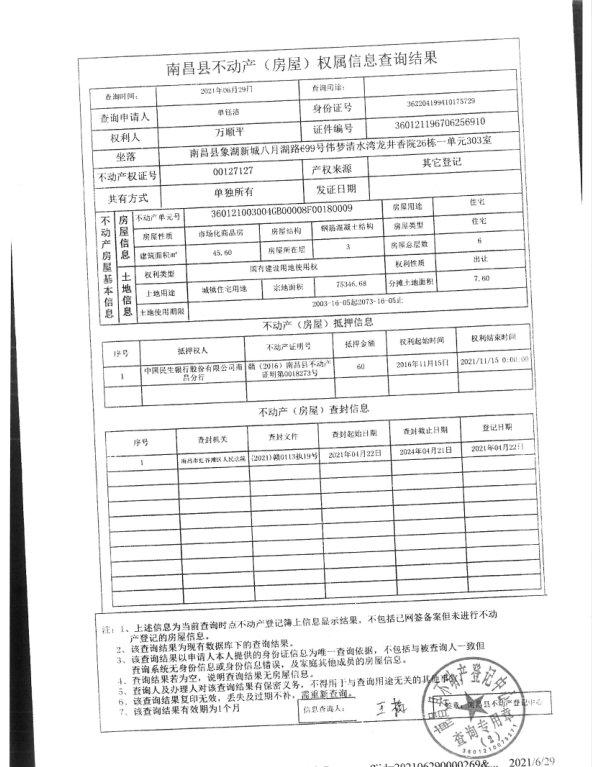 南昌县不动产（房屋）权属信息查询结果
查询时间： 2021年06月29日 查询用途：
查询申请人 单钰洁 身份证号 362204199410175729
权利人 万顺平 证件编号 360121196706256910
坐落 南昌县象湖新城八月湖路699号伟梦清水湾龙井香院26栋一单元303室
不动产权证号 00127127 产权来源 其它登记
共有方式 单独所有 发证日期
不动产房屋基本信息 房屋信息 不动产单元号 360121003004GB00008F00180009 房屋用途 住宅
房屋性质 市场化商品房 房屋结构 钢筋混凝土结构 房屋类型 住宅
建筑面积㎡ 45.60 房屋所在层 3 房屋总层数 6
土地信息 权利类型 国有建设用地使用权 权利性质 出让
土地用途 城镇住宅用地 宗地面积 75346.68 分摊土地面积 7.60
土地使用期限 2003-16-05起2073-16-05止
不动产（房屋）抵押信息
序号 抵押权人 不动产证明号 抵押金额 权利起始时间 权利结束时间
1 中国民生银行股份有限公司南昌分行 赣（2016）南昌县不动产证明第0018273号 60 2016年11月15日 2021/11/15 0:00:00
不动产（房屋）查封信息
序号 查封机关 查封文件 查封起始日期 查封截止日期 登记日期
1 南昌市红谷滩区人民法院 (2021)赣0113执19号 2021年04月22日 2024年04月21日 2021年04月22日
注：1、上述信息为当前查询时点不动产登记簿上信息显示结果，不包括已网签备案但未进行不动
产登记的房屋信息。
2、该查询结果为现有数据库下的查询结果。
3、该查询结果以申请人本人提供的身份证信息为唯一查询依据，不包括与被查询人一致但
查询系统无身份信息或身份信息错误，及家庭其他成员的房屋信息。
4、查询结果若为空，说明查询结果无房屋信息。
5、查询人及办理人对该查询结果有保密义务，不得用于与查询用途无关的其他事
6、该查询结果复印无效，丢失及过期不补，需重新查询。
7、该查询结果有效期为1个月
信息查询人： 南昌县不动产登记中心
南昌县不动产登记中心
查询专用章
(2)
2021/6/29